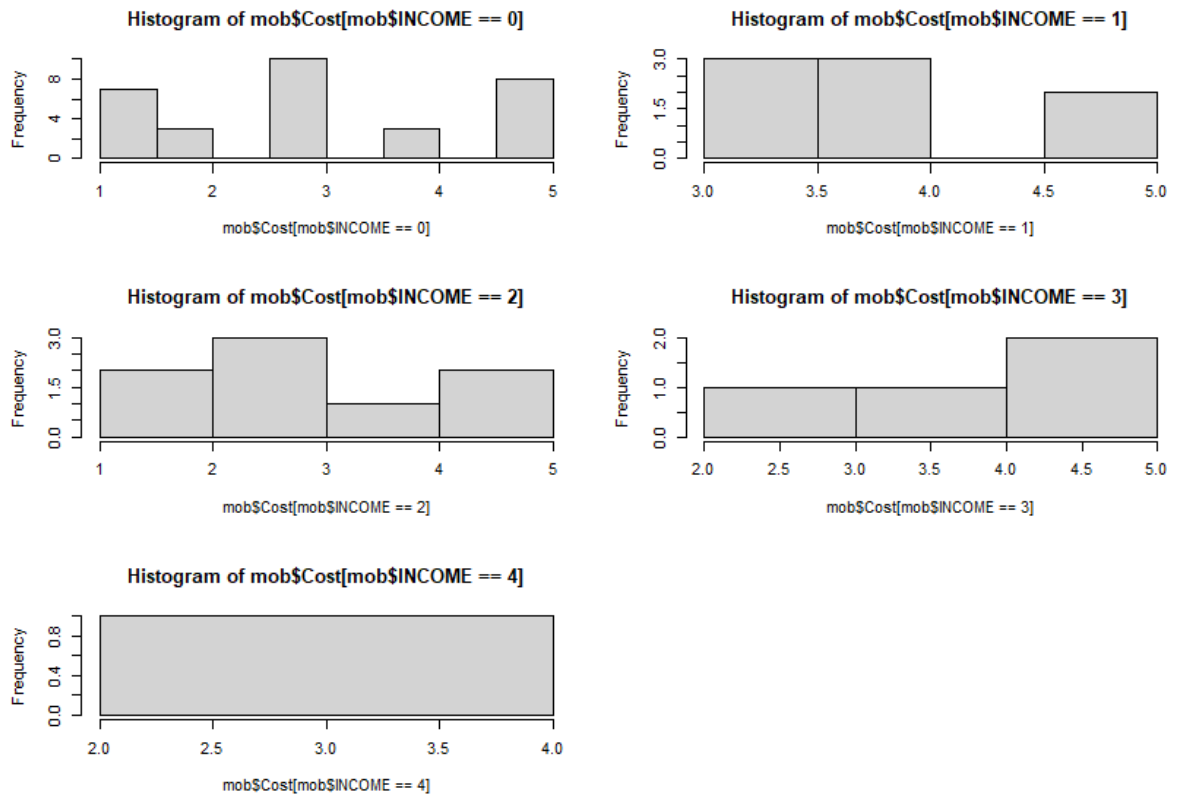 Histogram of mob$Cost[mob$INCOME == 0]
Frequency
0 4 8
1 2 3 4 5
mob$Cost[mob$INCOME == 0]
Histogram of mob$Cost[mob$INCOME == 1]
Frequency
0.0 1.5 3.0
3.0 3.5 4.0 4.5 5.0
mob$Cost[mob$INCOME == 1]
Histogram of mob$Cost[mob$INCOME == 2]
Frequency
0.0 1.5 3.0
1 2 3 4 5
mob$Cost[mob$INCOME == 2]
Histogram of mob$Cost[mob$INCOME == 3]
Frequency
0.0 1.0 2.0
2.0 2.5 3.0 3.5 4.0 4.5 5.0
mob$Cost[mob$INCOME == 3]
Histogram of mob$Cost[mob$INCOME == 4]
Frequency
0.0 0.4 0.8
2.0 2.5 3.0 3.5 4.0
mob$Cost[mob$INCOME == 4]